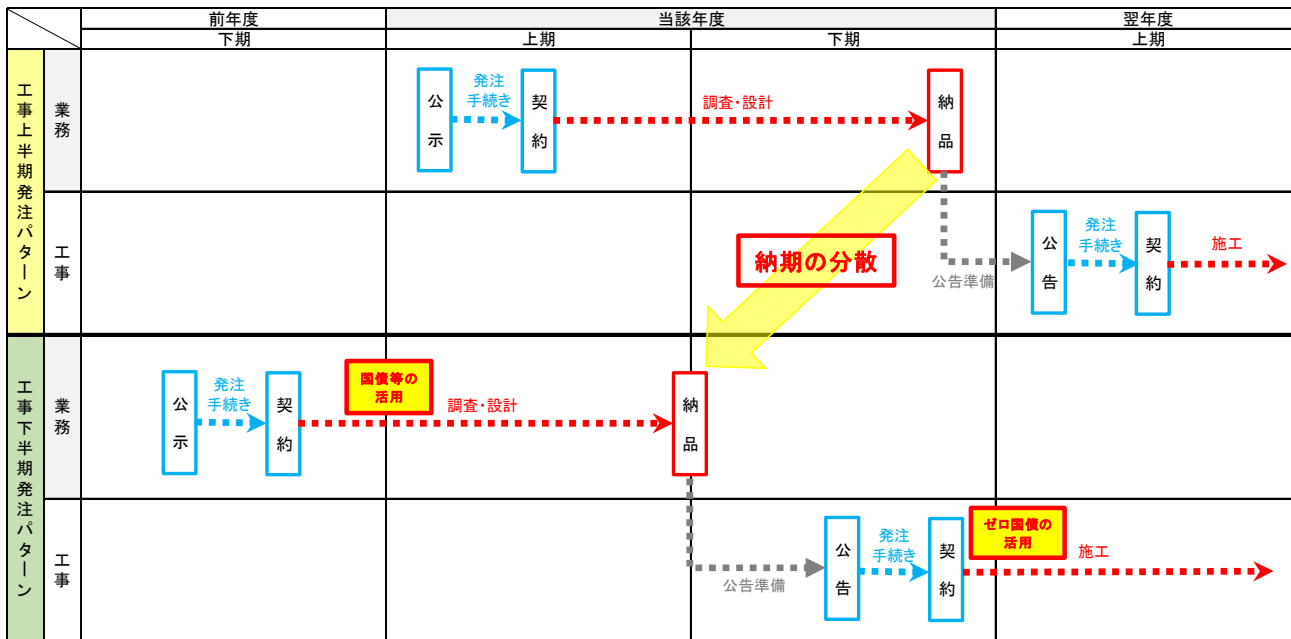 前年度
当該年度
翌年度
下期
上期
下期
上期
工事上半期発注パターン
業務
公示
発注
手続き
契約
調査・設計
納品
工事
納期の分散
公告準備
公告
発注
手続き
契約
施工
工事下半期発注パターン
業務
公示
発注
手続き
契約
国債等の
活用
調査・設計
納品
工事
公告準備
公告
発注
手続き
契約
ゼロ国債の
活用
施工